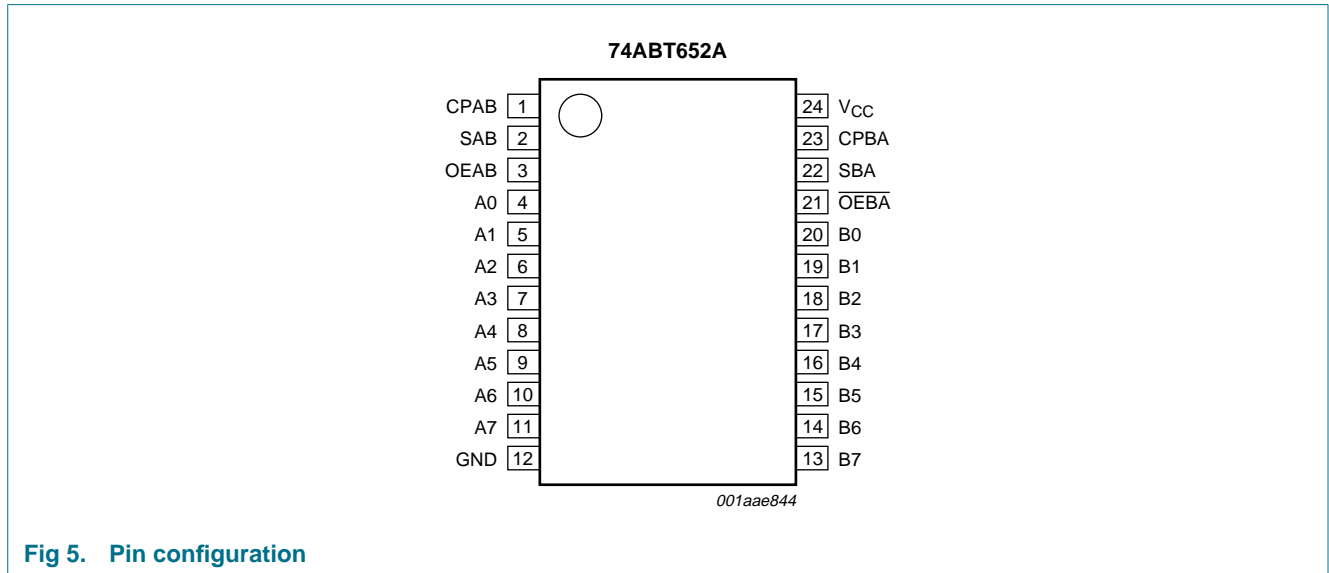 74ABT652A
CPAB 1
SAB 2
OEAB 3
A0 4
A1 5
A2 6
A3 7
A4 8
A5 9
A6 10
A7 11
GND 12
24 VCC
23 CPBA
22 SBA
21 O̅E̅B̅A̅
20 B0
19 B1
18 B2
17 B3
16 B4
15 B5
14 B6
13 B7
001aae844
Fig 5. Pin configuration